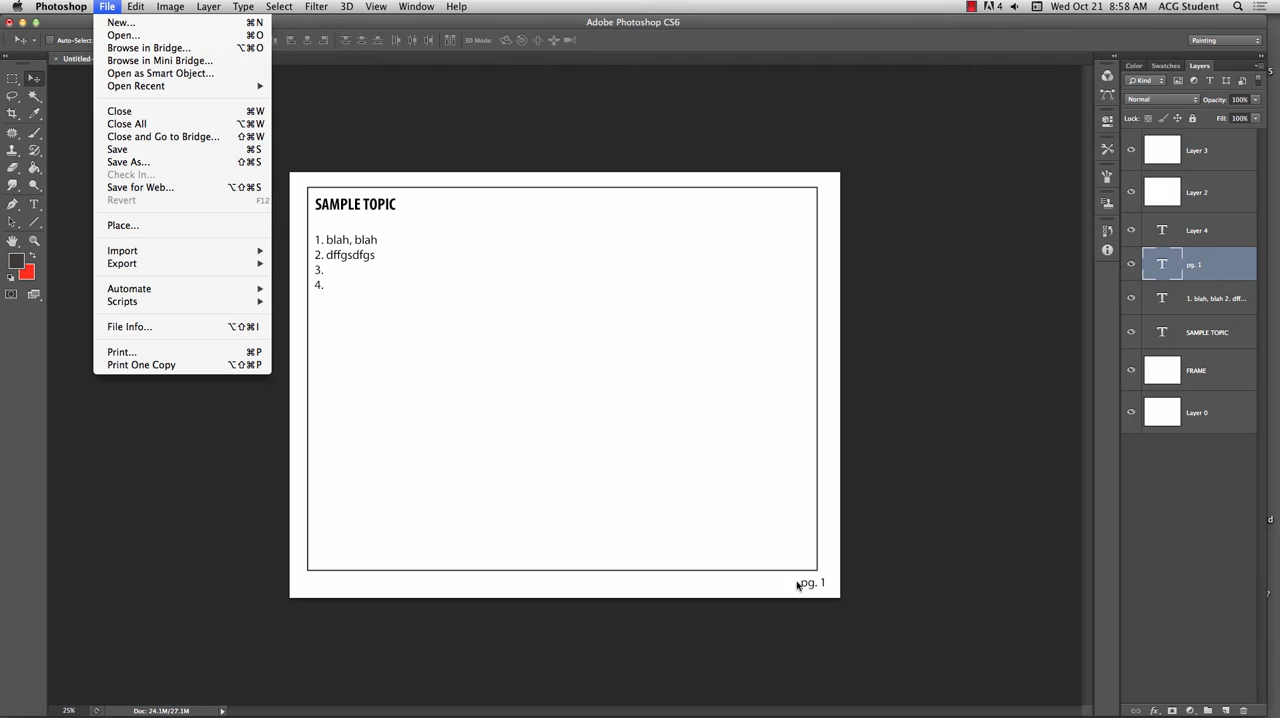 Photoshop File Edit Image Layer Type Select Filter 3D View Window Help 4 Wed Oct 21 8:58 AM ACG Student
Adobe Photoshop CS6
Auto-Select: 3D Mode: Painting
Untitled-
New... ⌘N
Open... ⌘O
Browse in Bridge... ⌥⌘O
Browse in Mini Bridge...
Open as Smart Object...
Open Recent
Close ⌘W
Close All ⌥⌘W
Close and Go to Bridge... ⇧⌘W
Save ⌘S
Save As... ⇧⌘S
Check In...
Save for Web... ⌥⇧⌘S
Revert F12
Place...
Import
Export
Automate
Scripts
File Info... ⌥⇧⌘I
Print... ⌘P
Print One Copy ⌥⇧⌘P
SAMPLE TOPIC
1. blah, blah
2. dffgsdfgs
3.
4.
pg. 1
Color Swatches Layers
Kind
Normal Opacity: 100%
Lock: Fill: 100%
Layer 3
Layer 2
T Layer 4
T pg. 1
T 1. blah, blah 2. dff...
T SAMPLE TOPIC
FRAME
Layer 0
25% Doc: 24.1M/27.1M
fx
5
d
?